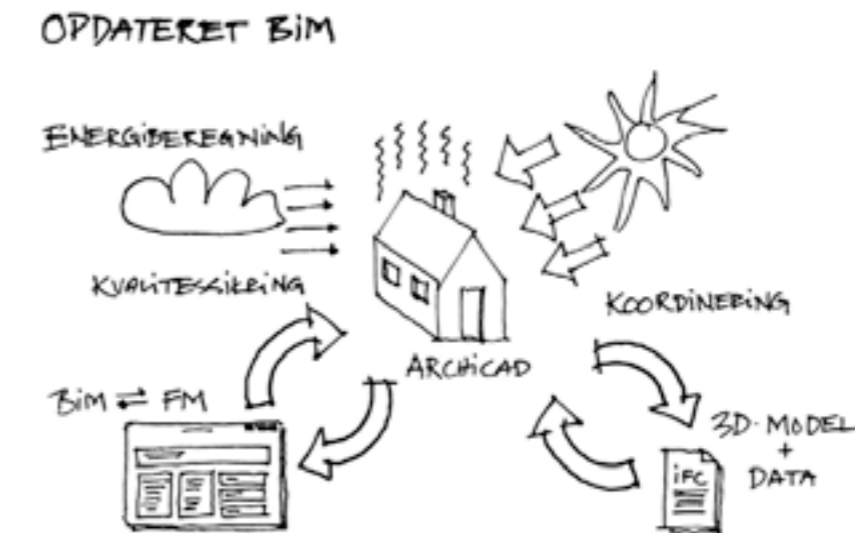 OPDATERET BIM
ENERGIBEREGNING
KVALITESSIKRING
KOORDINERING
ARCHICAD
BIM ⇌ FM
3D-MODEL
+
DATA
IFC